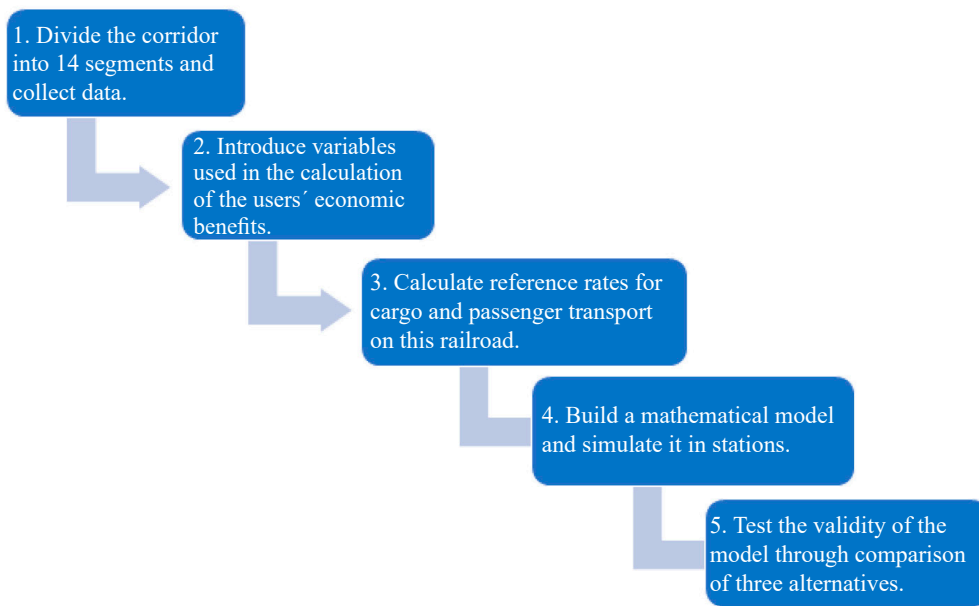 1. Divide the corridor
into 14 segments and
collect data.
2. Introduce variables
used in the calculation
of the users´ economic
benefits.
3. Calculate reference rates for
cargo and passenger transport
on this railroad.
4. Build a mathematical model
and simulate it in stations.
5. Test the validity of the
model through comparison
of three alternatives.